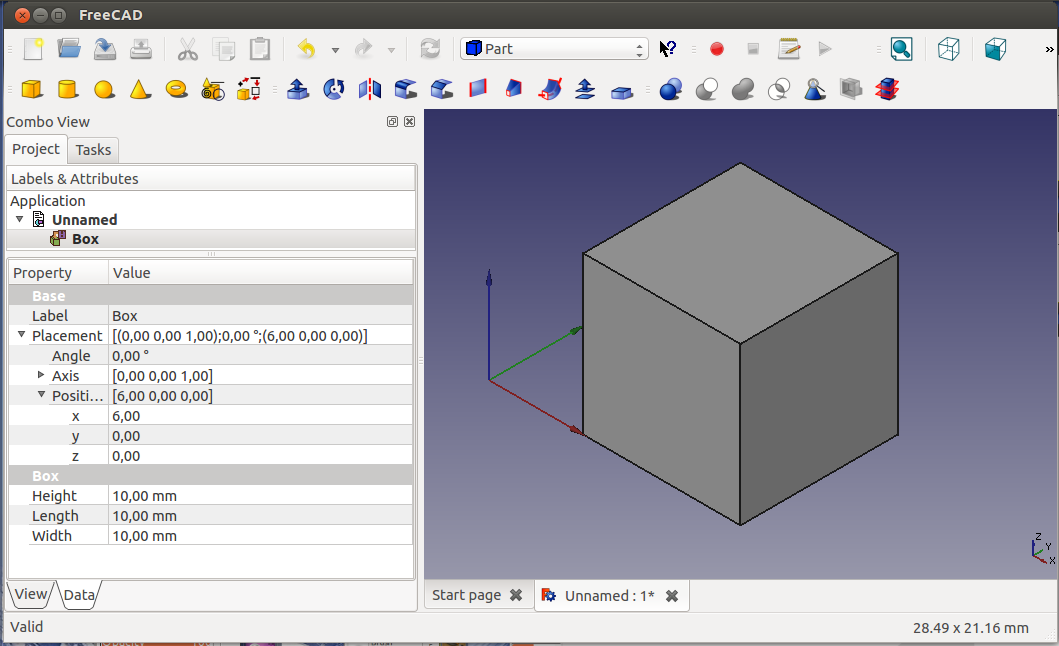 FreeCAD
Part
»
Combo View
Project Tasks
Labels & Attributes
Application
Unnamed
Box
Property Value
Base
Label Box
Placement [(0,00 0,00 1,00);0,00 °;(6,00 0,00 0,00)]
Angle 0,00 °
Axis [0,00 0,00 1,00]
Positi... [6,00 0,00 0,00]
x 6,00
y 0,00
z 0,00
Box
Height 10,00 mm
Length 10,00 mm
Width 10,00 mm
Z
Y
X
View Data
Start page Unnamed : 1*
Valid 28.49 x 21.16 mm